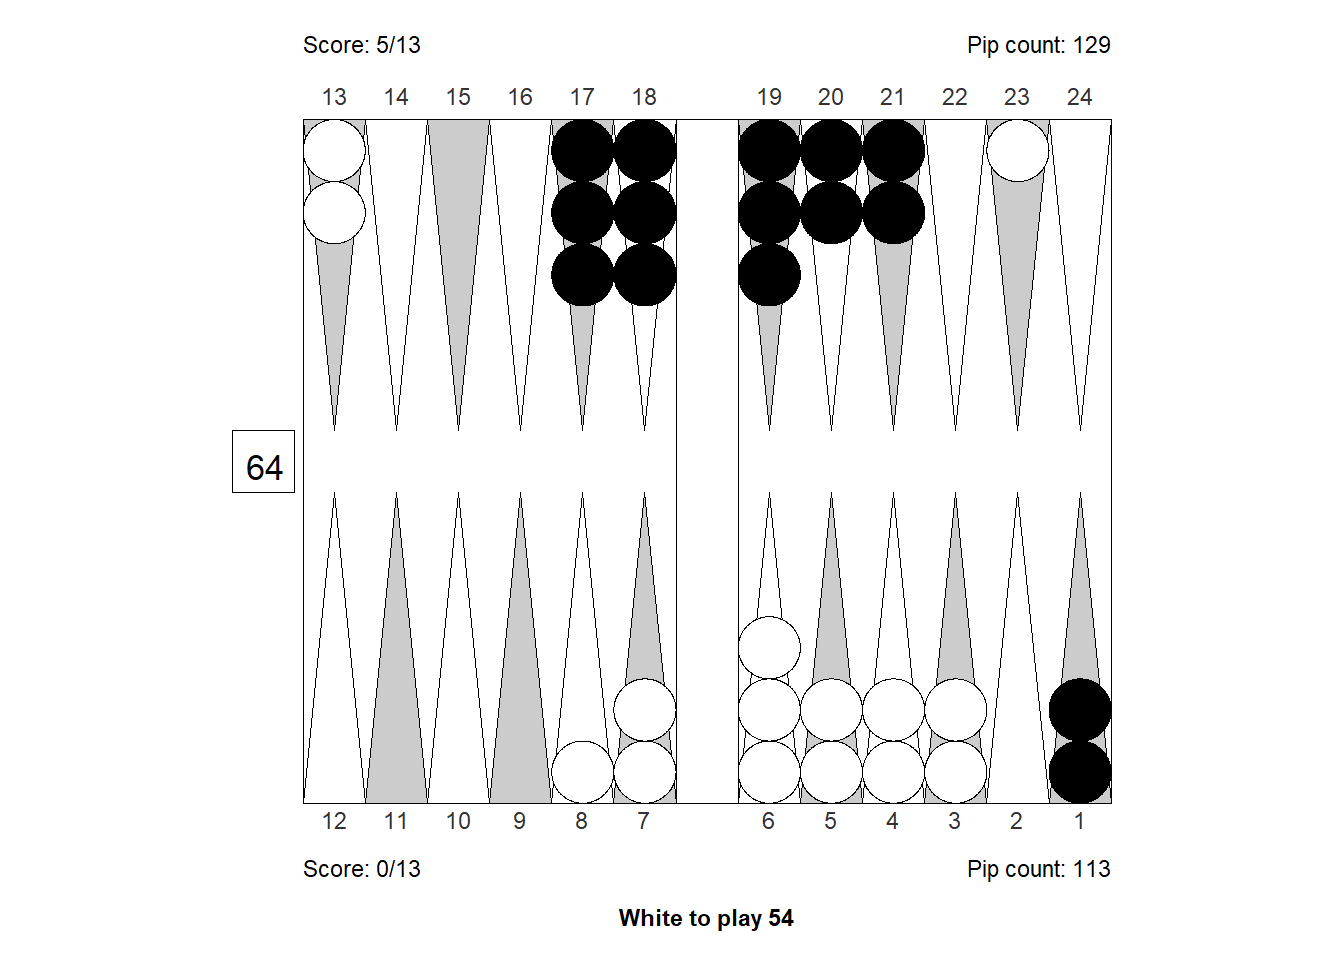 Score: 5/13 Pip count: 129
13 14 15 16 17 18 19 20 21 22 23 24
64
12 11 10 9 8 7 6 5 4 3 2 1
Score: 0/13 Pip count: 113
White to play 54